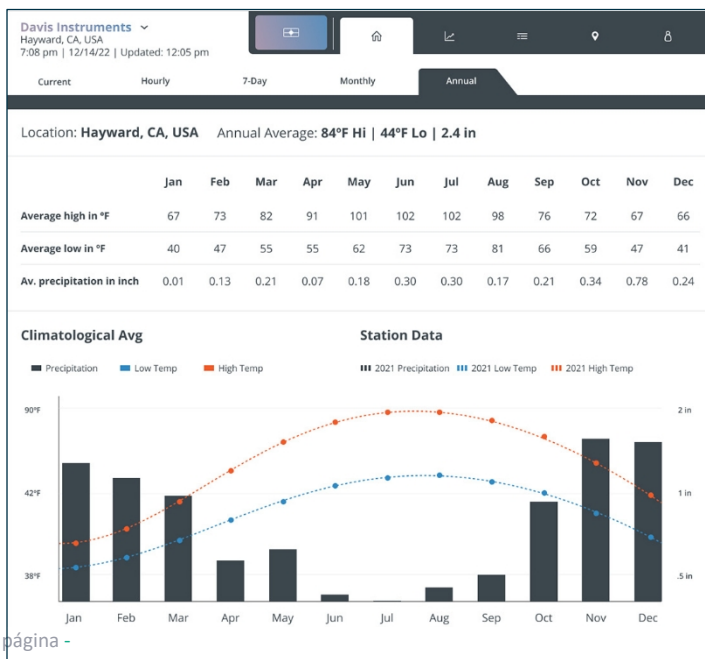 Davis Instruments
Hayward, CA, USA
7:08 pm | 12/14/22 | Updated: 12:05 pm
Current Hourly 7-Day Monthly Annual
Location: Hayward, CA, USA Annual Average: 84ºF Hi | 44ºF Lo | 2.4 in
Jan Feb Mar Apr May Jun Jul Aug Sep Oct Nov Dec
Average high in ºF 67 73 82 91 101 102 102 98 76 72 67 66
Average low in ºF 40 47 55 55 62 73 73 81 66 59 47 41
Av. precipitation in inch 0.01 0.13 0.21 0.07 0.18 0.30 0.30 0.17 0.21 0.34 0.78 0.24
Climatological Avg Station Data
Precipitation Low Temp High Temp 2021 Precipitation 2021 Low Temp 2021 High Temp
90ºF 2 in
42ºF 1 in
38ºF .5 in
Jan Feb Mar Apr May Jun Jul Aug Sep Oct Nov Dec
página -